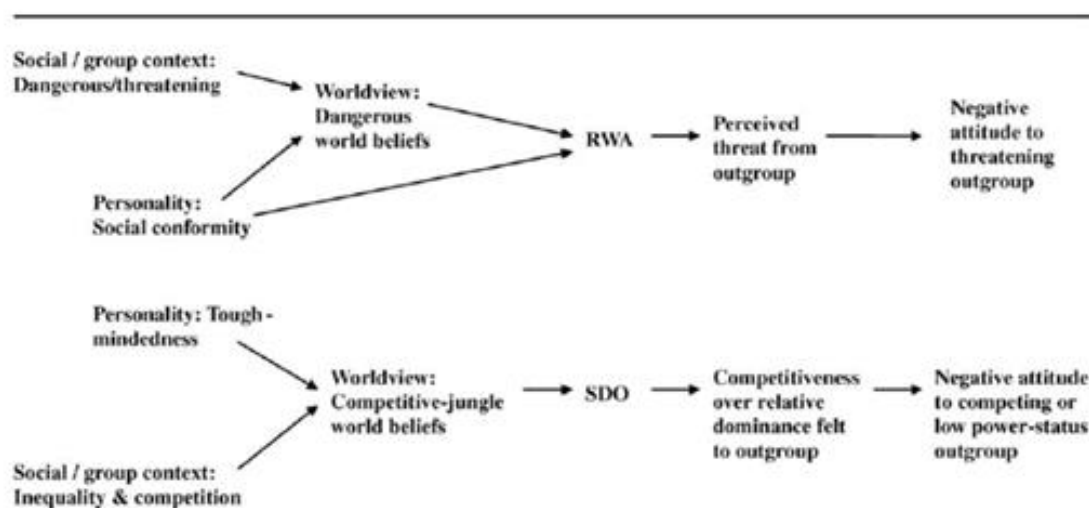 Social / group context:
Dangerous/threatening
Worldview:
Dangerous
world beliefs
Personality:
Social conformity
RWA
Perceived
threat from
outgroup
Negative
attitude to
threatening
outgroup
Personality: Tough-
mindedness
Worldview:
Competitive-jungle
world beliefs
Social / group context:
Inequality & competition
SDO
Competitiveness
over relative
dominance felt
to outgroup
Negative attitude
to competing or
low power-status
outgroup